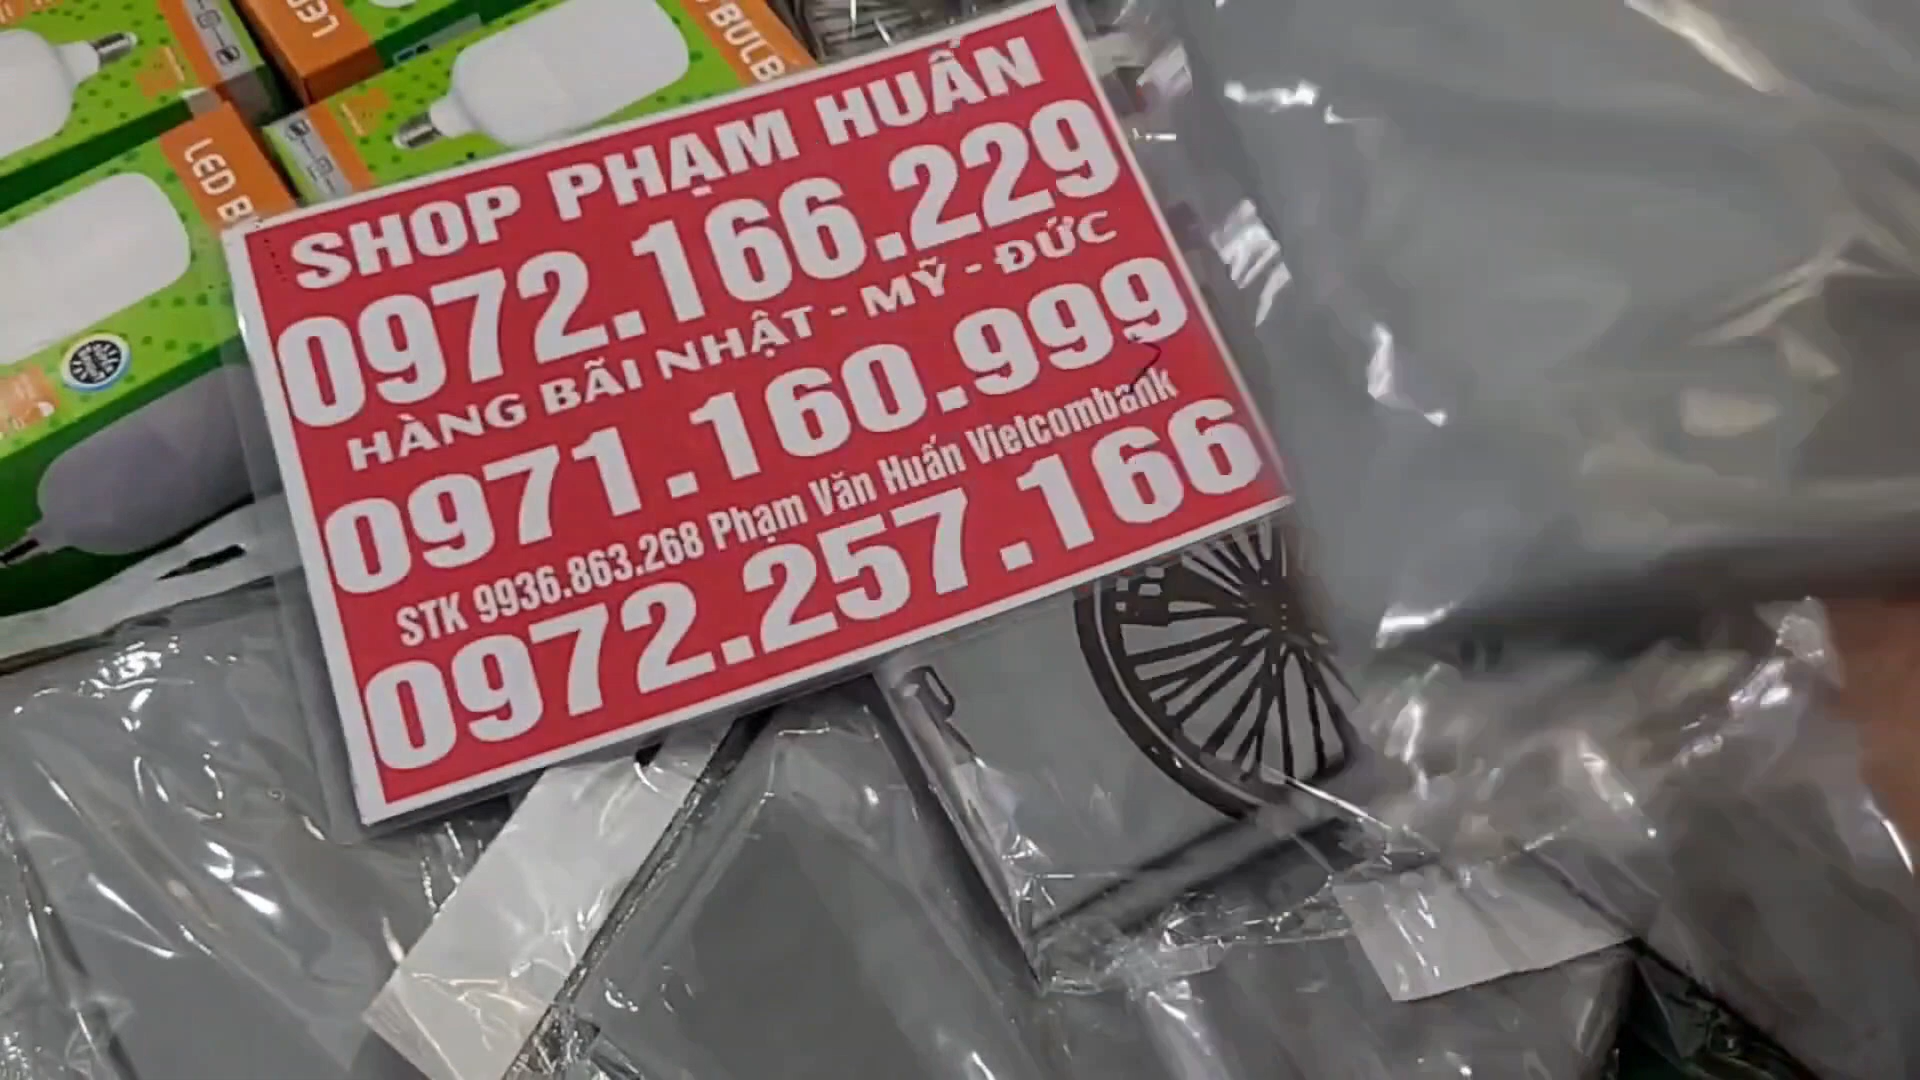 LED
BULB
LED B
SHOP PHẠM HUẤN
0972.166.229
HÀNG BÃI NHẬT - MỸ - ĐỨC
0971.160.999
STK 9936.863.268 Phạm Văn Huấn Vietcombank
0972.257.166